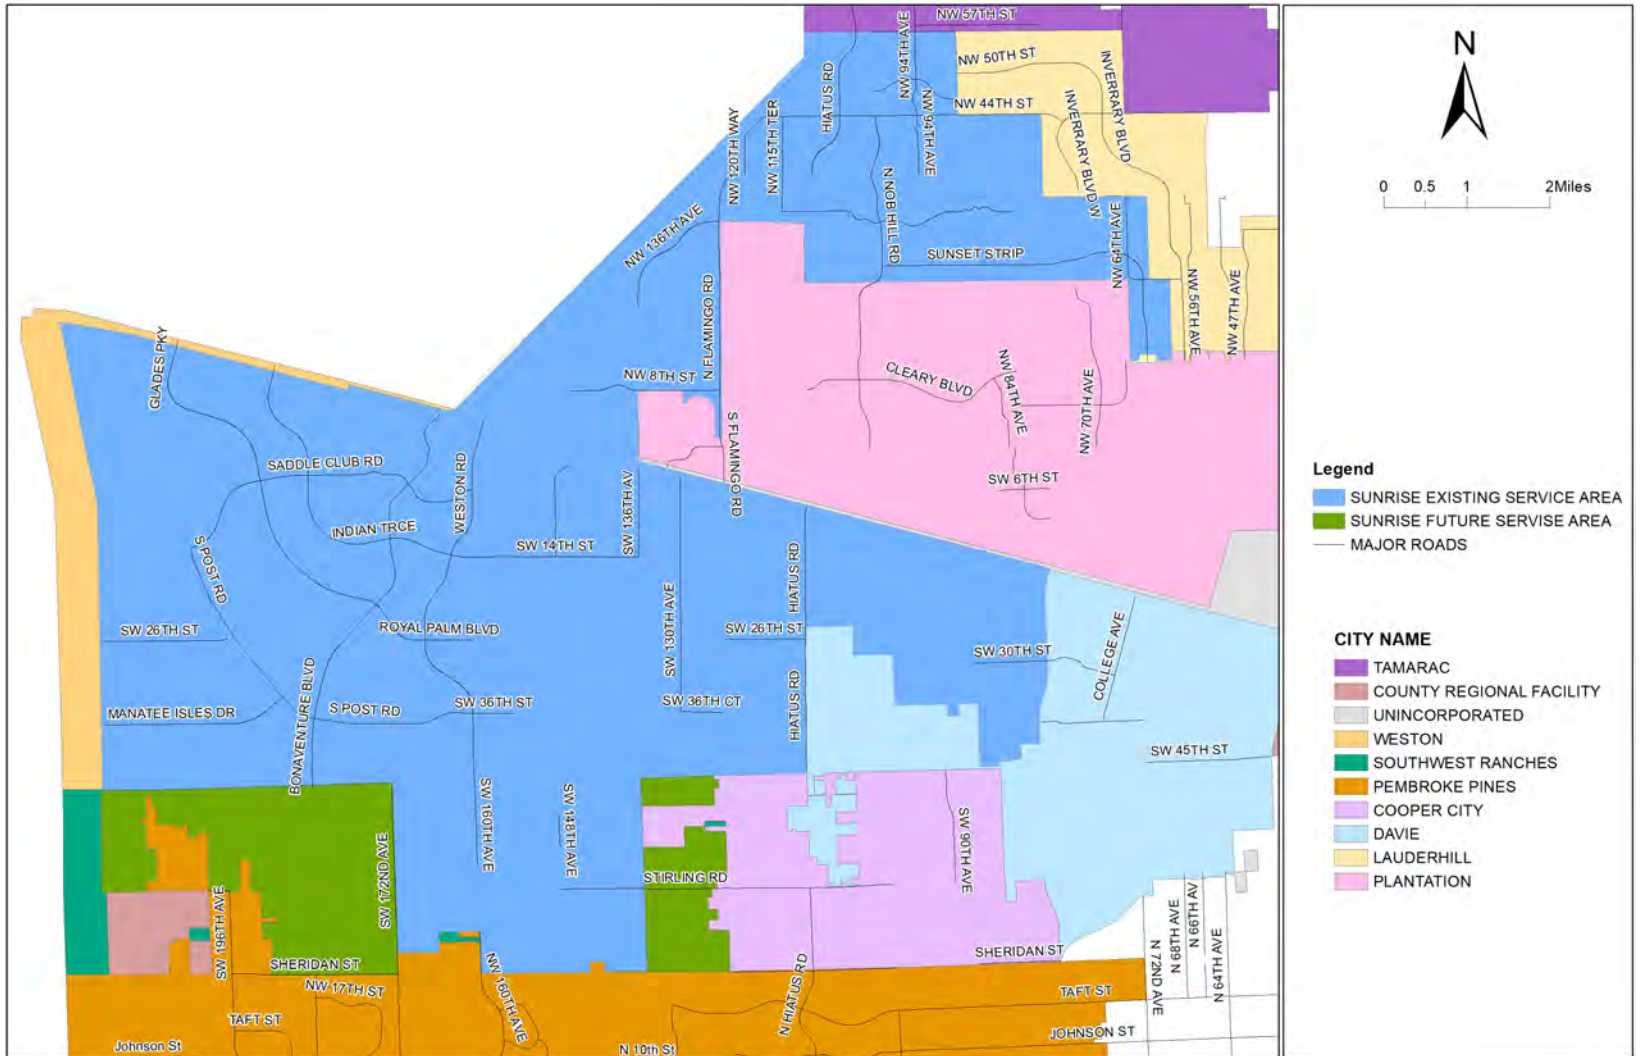 NW 57TH ST
NW 94TH AVE
HIATUS RD
NW 50TH ST
INVERRARY BLVD
NW 44TH ST
NW 94TH AVE
INVERRARY BLVD W
NW 120TH WAY
NW 115TH TER
N NOB HILL RD
NW 136TH AVE
SUNSET STRIP
NW 64TH AVE
NW 56TH AVE
NW 47TH AVE
N FLAMINGO RD
GLADES PKY
NW 8TH ST
CLEARY BLVD
NW 84TH AVE
NW 70TH AVE
S FLAMINGO RD
SADDLE CLUB RD
WESTON RD
SW 136TH AV
SW 6TH ST
INDIAN TRCE
SW 14TH ST
S POST RD
HIATUS RD
SW 130TH AVE
SW 26TH ST
ROYAL PALM BLVD
SW 26TH ST
SW 30TH ST
COLLEGE AVE
BONAVENTURE BLVD
HIATUS RD
MANATEE ISLES DR
S POST RD
SW 36TH ST
SW 36TH CT
SW 45TH ST
SW 160TH AVE
SW 148TH AVE
SW 90TH AVE
SW 172ND AVE
STIRLING RD
SW 196TH AVE
SHERIDAN ST
SHERIDAN ST
N 72ND AVE
N 68TH AVE
N 66TH AV
N 64TH AVE
NW 17TH ST
NW 160TH AVE
N HIATUS RD
TAFT ST
TAFT ST
JOHNSON ST
Johnson St
N 10th St
N
0 0.5 1 2Miles
Legend
SUNRISE EXISTING SERVICE AREA
SUNRISE FUTURE SERVISE AREA
MAJOR ROADS
CITY NAME
TAMARAC
COUNTY REGIONAL FACILITY
UNINCORPORATED
WESTON
SOUTHWEST RANCHES
PEMBROKE PINES
COOPER CITY
DAVIE
LAUDERHILL
PLANTATION